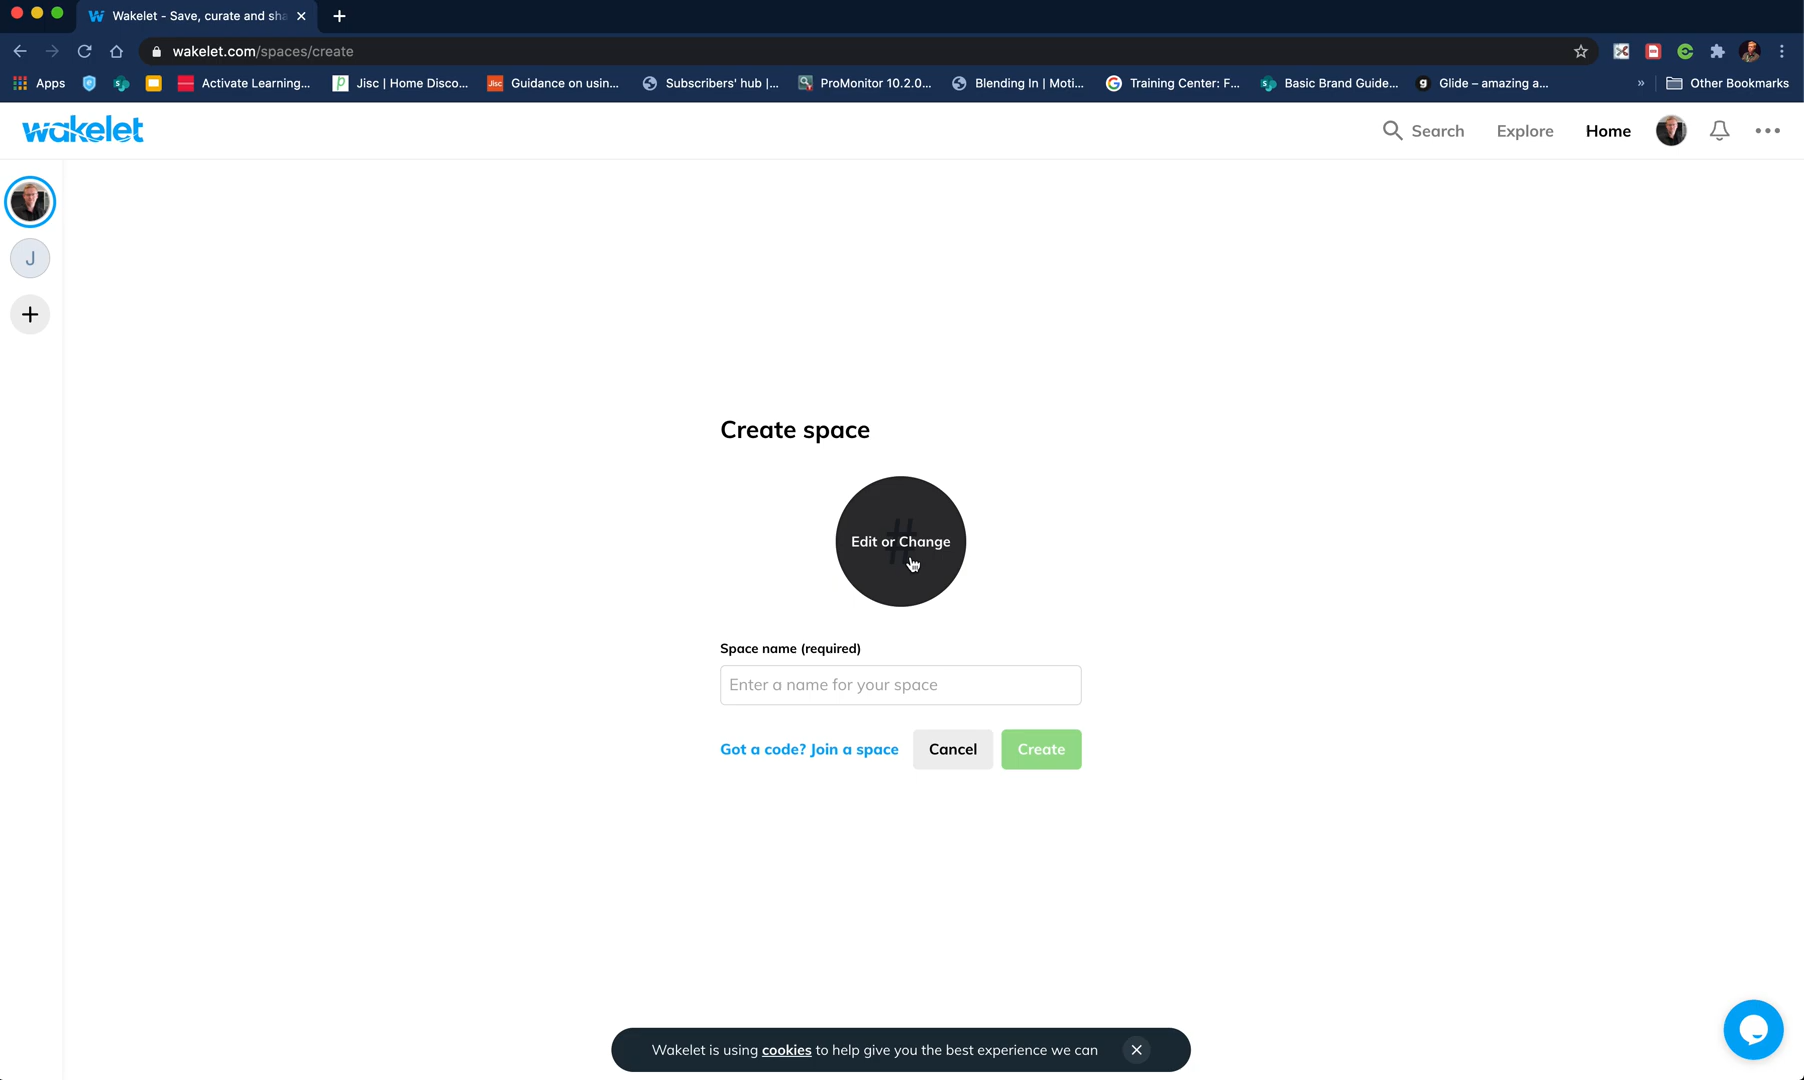 Wakelet - Save, curate and sha
wakelet.com/spaces/create
Apps
Activate Learning...
Jisc | Home Disco...
Jisc
Guidance on usin...
Subscribers' hub |...
ProMonitor 10.2.0...
Blending In | Moti...
Training Center: F...
Basic Brand Guide...
Glide – amazing a...
»
Other Bookmarks
wakelet
Search
Explore
Home
J
Create space
#
Edit or Change
Space name (required)
Enter a name for your space
Got a code? Join a space
Cancel
Create
Wakelet is using cookies to help give you the best experience we can